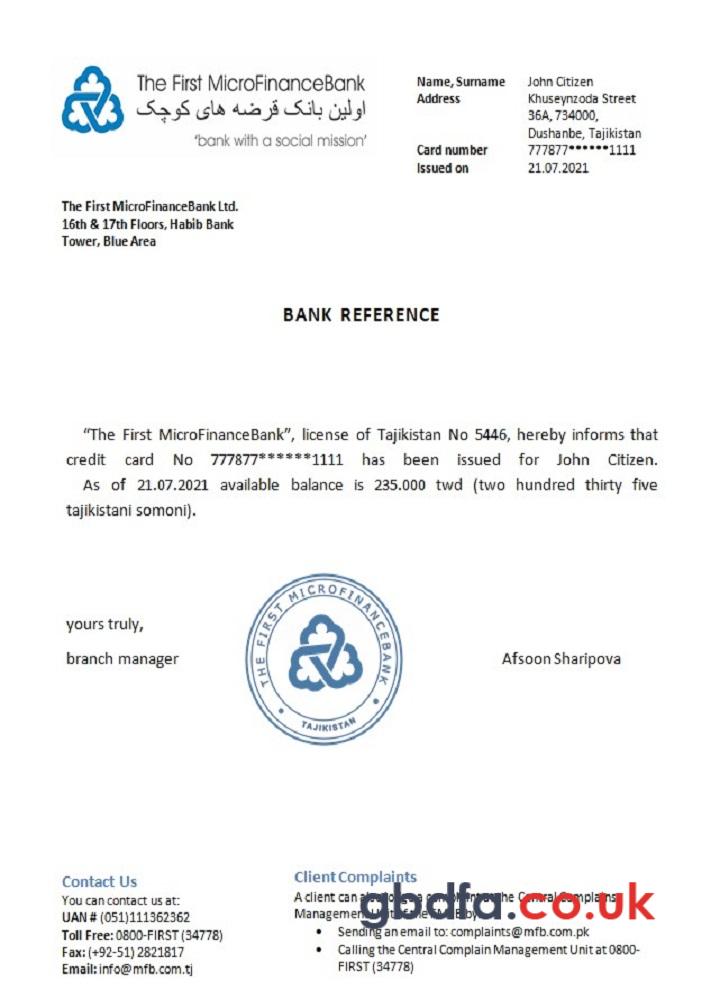 The First MicroFinanceBank
اولین بانک قرضه های کوچک
"bank with a social mission'
Name, Surname John Citizen
Address Khuseynzoda Street
36A, 734000,
Dushanbe, Tajikistan
Card number 777877******1111
Issued on 21.07.2021
The First MicroFinanceBank Ltd.
16th & 17th Floors, Habib Bank
Tower, Blue Area
BANK REFERENCE
"The First MicroFinanceBank", license of Tajikistan No 5446, hereby informs that
credit card No 777877******1111 has been issued for John Citizen.
As of 21.07.2021 available balance is 235.000 twd (two hundred thirty five
tajikistani somoni).
yours truly,
branch manager
THE FIRST MICROFINANCEBANK
TAJIKISTAN
Afsoon Sharipova
Contact Us
You can contact us at:
UAN # (051)111362362
Toll Free: 0800-FIRST (34778)
Fax: (+92-51) 2821817
Email: info@mfb.com.tj
Client Complaints
A client can the Central Complains
Management by:
gbdfa.co.uk
• Sending an email to: complaints@mfb.com.pk
• Calling the Central Complain Management Unit at 0800-
FIRST (34778)